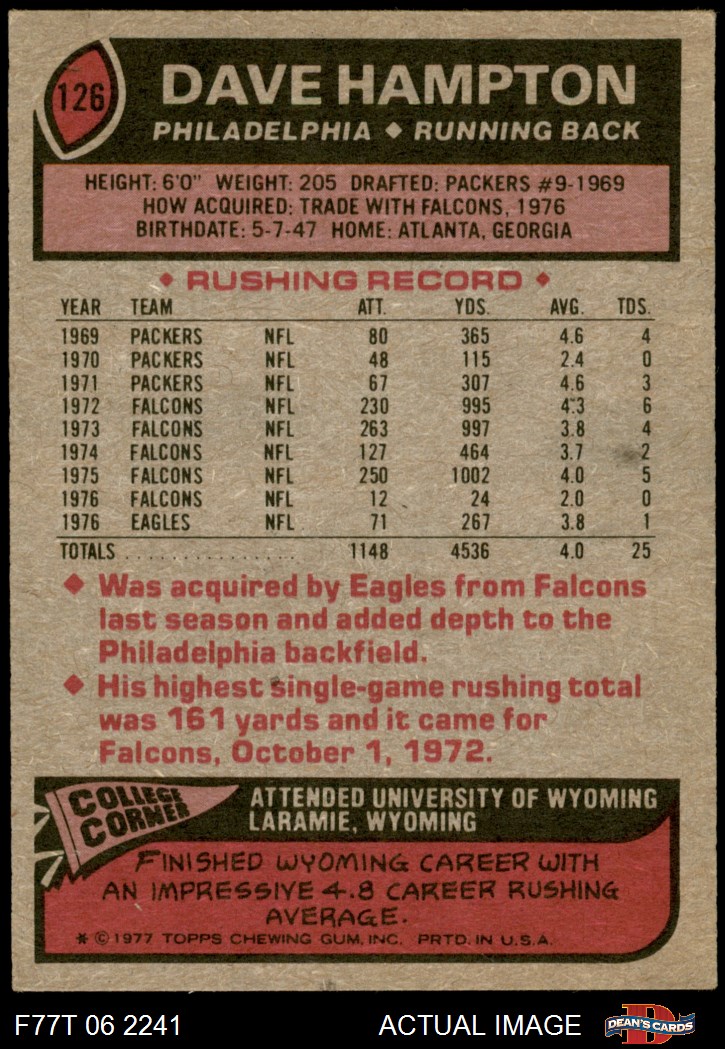 126
DAVE HAMPTON
PHILADELPHIA ◆ RUNNING BACK
HEIGHT: 6'0" WEIGHT: 205 DRAFTED: PACKERS #9-1969
HOW ACQUIRED: TRADE WITH FALCONS, 1976
BIRTHDATE: 5-7-47 HOME: ATLANTA, GEORGIA
◆ RUSHING RECORD ◆
YEAR TEAM ATT. YDS. AVG. TDS.
1969 PACKERS NFL 80 365 4.6 4
1970 PACKERS NFL 48 115 2.4 0
1971 PACKERS NFL 67 307 4.6 3
1972 FALCONS NFL 230 995 4.3 6
1973 FALCONS NFL 263 997 3.8 4
1974 FALCONS NFL 127 464 3.7 2
1975 FALCONS NFL 250 1002 4.0 5
1976 FALCONS NFL 12 24 2.0 0
1976 EAGLES NFL 71 267 3.8 1
TOTALS ................. 1148 4536 4.0 25
◆ Was acquired by Eagles from Falcons
last season and added depth to the
Philadelphia backfield.
◆ His highest single-game rushing total
was 161 yards and it came for
Falcons, October 1, 1972.
COLLEGE
CORNER
ATTENDED UNIVERSITY OF WYOMING
LARAMIE, WYOMING
FINISHED WYOMING CAREER WITH
AN IMPRESSIVE 4.8 CAREER RUSHING
AVERAGE.
* © 1977 TOPPS CHEWING GUM, INC. PRTD. IN U.S.A.
F77T 06 2241 ACTUAL IMAGE DEAN'S CARDS